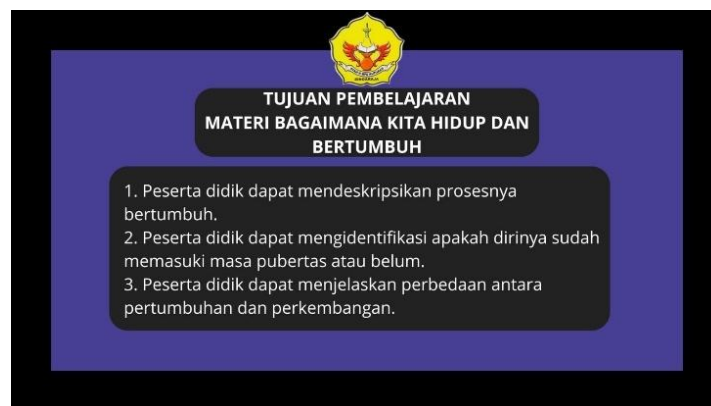 TUJUAN PEMBELAJARAN
MATERI BAGAIMANA KITA HIDUP DAN
BERTUMBUH
1. Peserta didik dapat mendeskripsikan prosesnya
bertumbuh.
2. Peserta didik dapat mengidentifikasi apakah dirinya sudah
memasuki masa pubertas atau belum.
3. Peserta didik dapat menjelaskan perbedaan antara
pertumbuhan dan perkembangan.